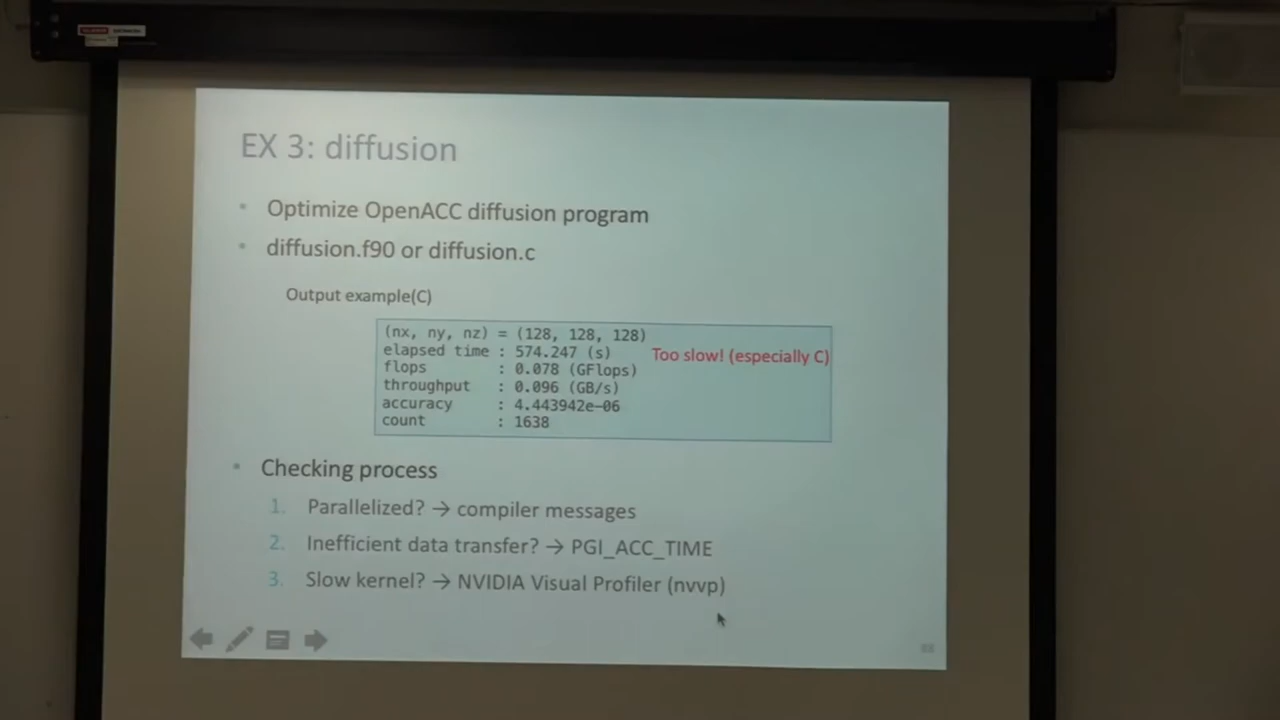 EX 3: diffusion
• Optimize OpenACC diffusion program
• diffusion.f90 or diffusion.c
Output example(C)
(nx, ny, nz) = (128, 128, 128)
elapsed time : 574.247 (s)
Too slow! (especially C)
flops : 0.078 (GFlops)
throughput : 0.096 (GB/s)
accuracy : 4.443942e-06
count : 1638
• Checking process
1. Parallelized? → compiler messages
2. Inefficient data transfer? → PGI_ACC_TIME
3. Slow kernel? → NVIDIA Visual Profiler (nvvp)